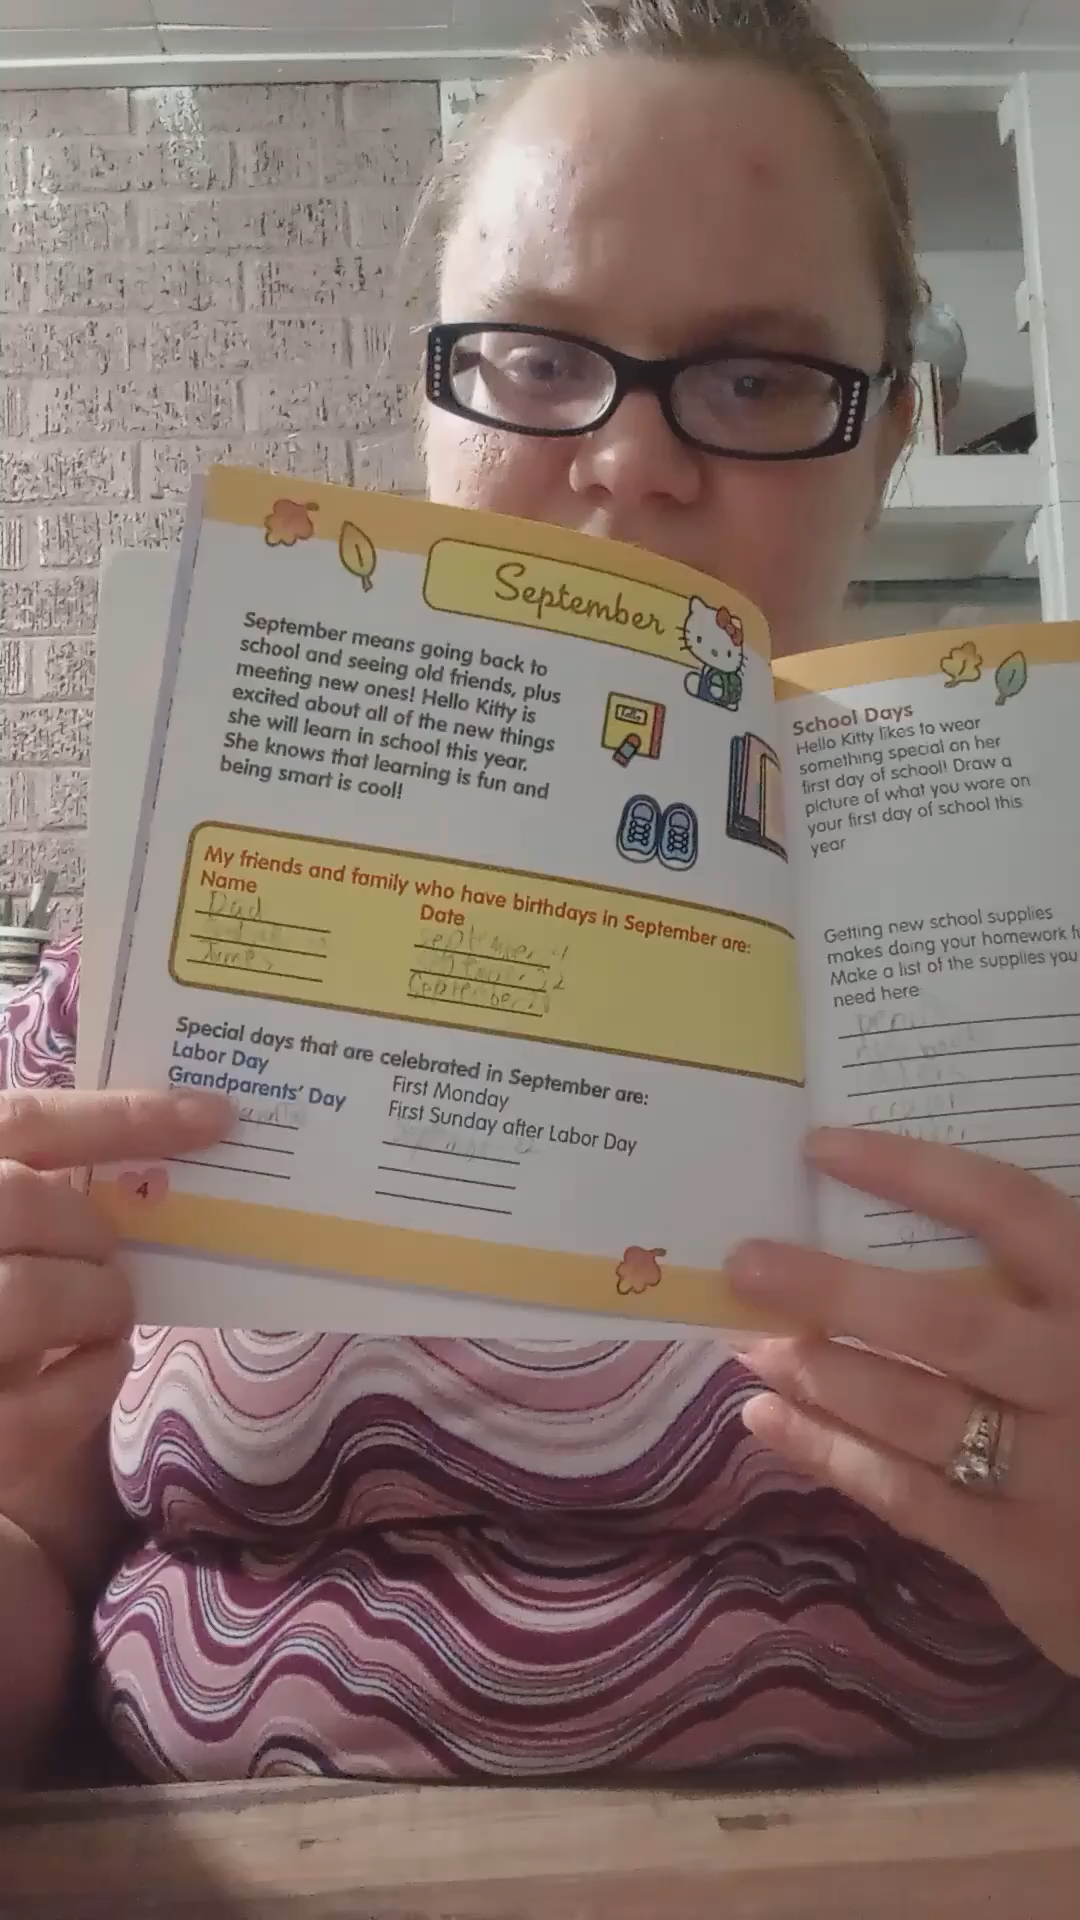 September
September means going back to
school and seeing old friends, plus
meeting new ones! Hello Kitty is
excited about all of the new things
she will learn in school this year.
She knows that learning is fun and
being smart is cool!
My friends and family who have birthdays in September are:
Name Date
Dad September 4
James September
Special days that are celebrated in September are:
Labor Day First Monday
Grandparents' Day First Sunday after Labor Day
4
School Days
Hello Kitty likes to wear
something special on her
first day of school! Draw a
picture of what you wore on
your first day of school this
year
Getting new school supplies
makes doing your homework
Make a list of the supplies you
need here